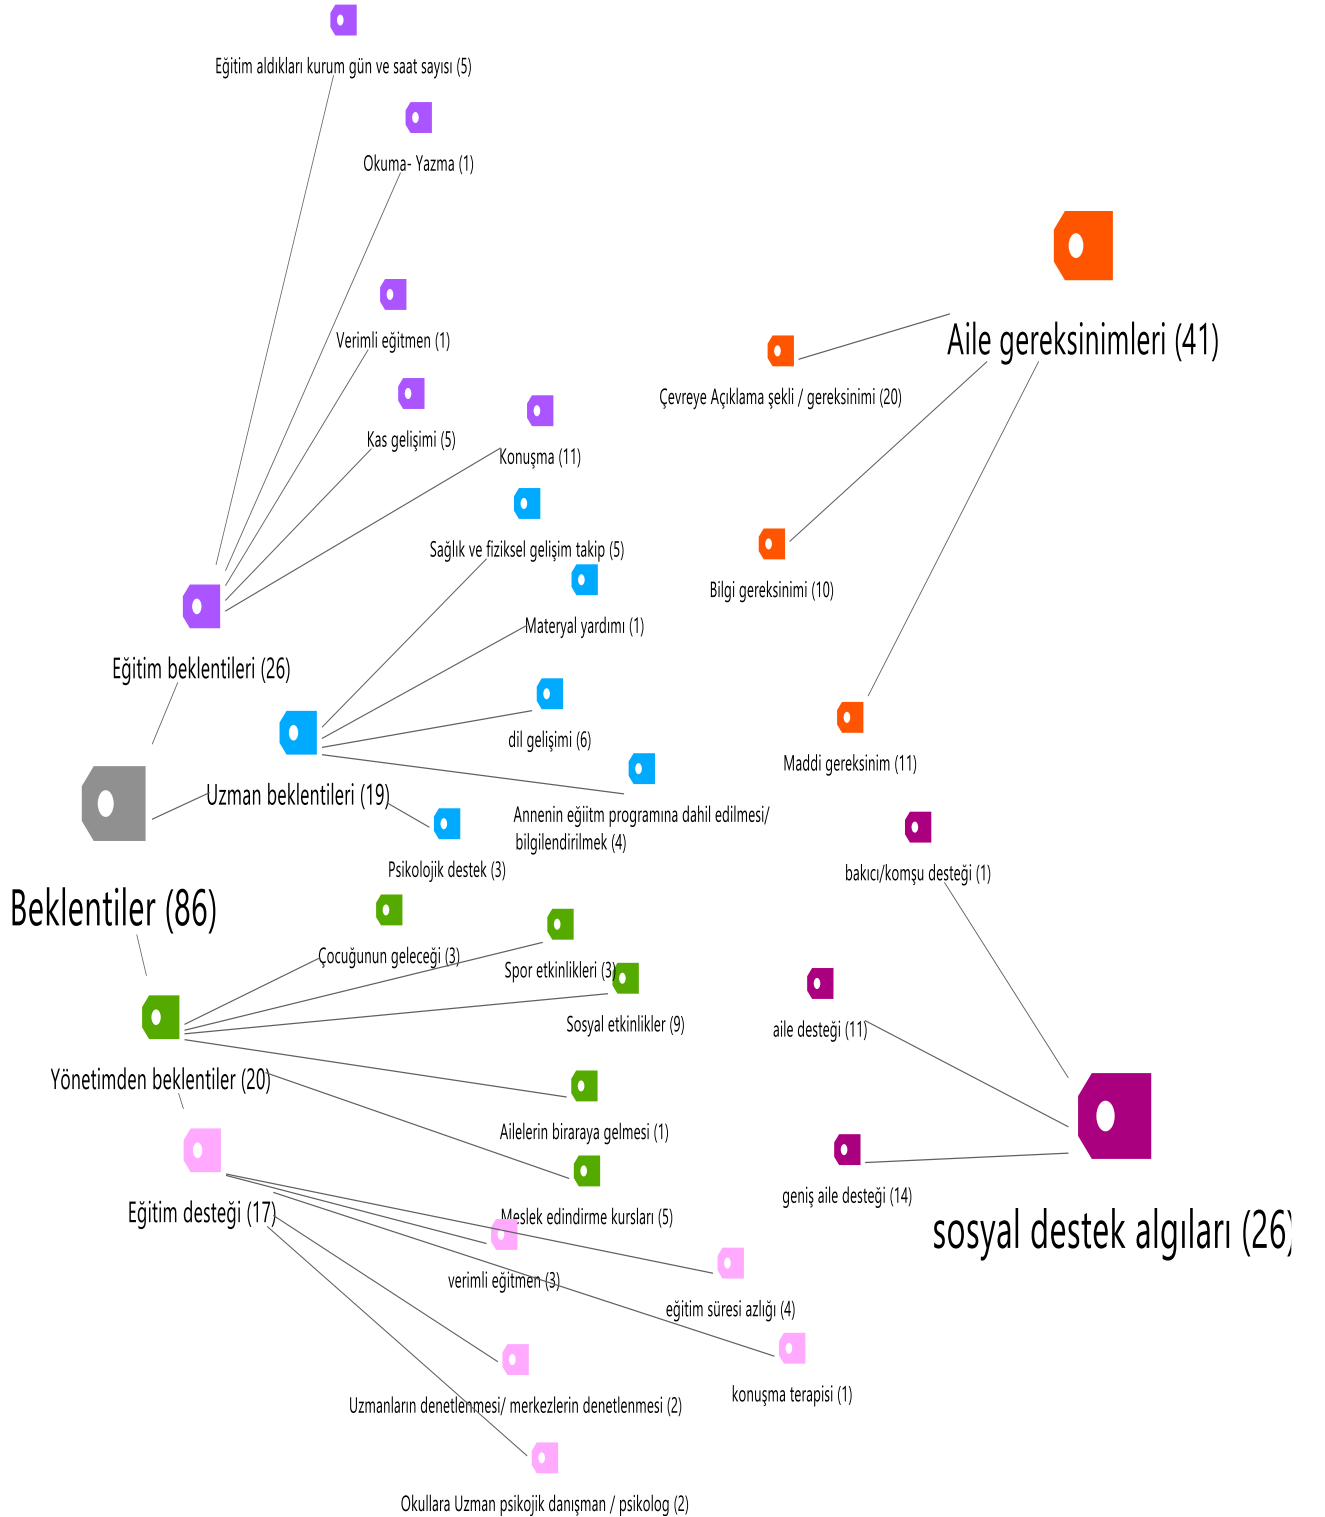 Eğitim aldıkları kurum gün ve saat sayısı (5)
Okuma- Yazma (1)
Verimli eğitmen (1)
Kas gelişimi (5)
Konuşma (11)
Sağlık ve fiziksel gelişim takip (5)
Materyal yardımı (1)
Eğitim beklentileri (26)
dil gelişimi (6)
Uzman beklentileri (19)
Annenin eğiitm programına dahil edilmesi/
bilgilendirilmek (4)
Psikolojik destek (3)
Beklentiler (86)
Çocuğunun geleceği (3)
Spor etkinlikleri (3)
Sosyal etkinlikler (9)
Yönetimden beklentiler (20)
Ailelerin biraraya gelmesi (1)
Meslek edindirme kursları (5)
Eğitim desteği (17)
verimli eğitmen (3)
eğitim süresi azlığı (4)
konuşma terapisi (1)
Uzmanların denetlenmesi/ merkezlerin denetlenmesi (2)
Okullara Uzman psikojik danışman / psikolog (2)
Aile gereksinimleri (41)
Çevreye Açıklama şekli / gereksinimi (20)
Bilgi gereksinimi (10)
Maddi gereksinim (11)
bakıcı/komşu desteği (1)
aile desteği (11)
geniş aile desteği (14)
sosyal destek algıları (26)